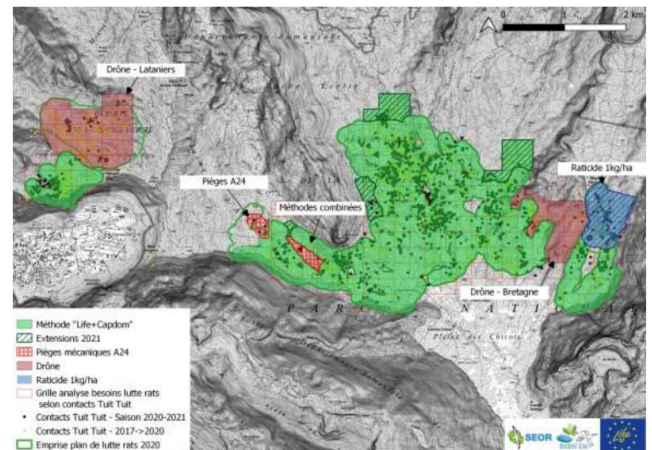 0
1
2 km
Drône - Lataniers
Raticide 1kg/ha
Pièges A24
Méthodes combinées
Drône - Bretagne
Plaine des Chicots
Méthode "Life+Capdom"
Extensions 2021
Pièges mécaniques A24
Drône
Raticide 1kg/ha
Grille analyse besoins lutte rats
selon contacts Tuit Tuit
Contacts Tuit Tuit - Saison 2020-2021
Contacts Tuit Tuit - 2017->2020
Emprise plan de lutte rats 2020
SEOR
Life